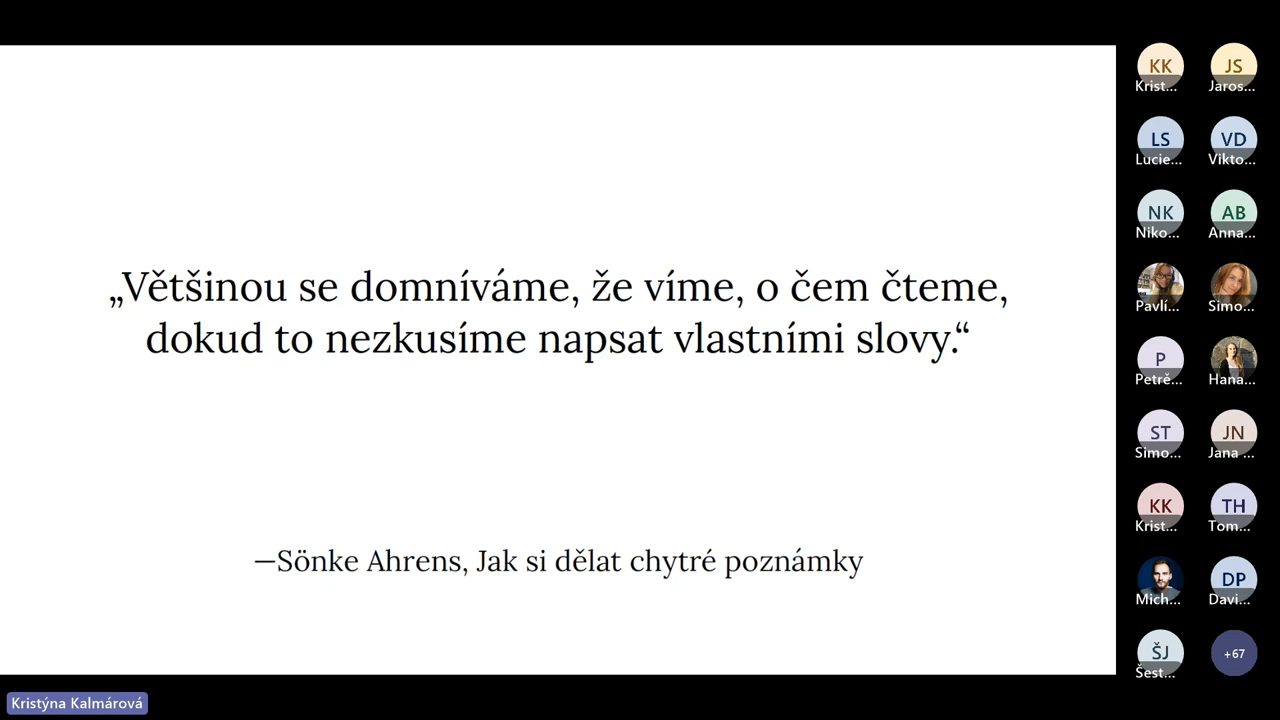 „Většinou se domníváme, že víme, o čem čteme,
dokud to nezkusíme napsat vlastními slovy.“
—Sönke Ahrens, Jak si dělat chytré poznámky
KK
Krist...
JS
Jaros...
LS
Lucie...
VD
Vikto...
NK
Niko...
AB
Anna...
Pavlí...
Simo...
P
Petrě...
Hana...
ST
Simo...
JN
Jana ...
KK
Krist...
TH
Tom...
Mich...
DP
Davi...
ŠJ
Šest...
+67
Kristýna Kalmárová